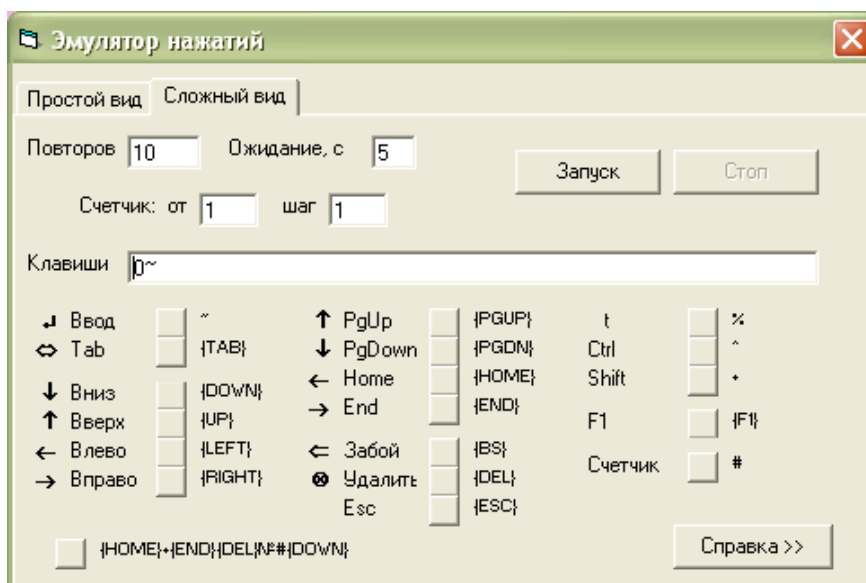 Эмулятор нажатий
Простой вид Сложный вид
Повторов 10 Ожидание, с 5
Запуск Стоп
Счетчик: от 1 шаг 1
Клавиши 0~
Ввод ~
Tab {TAB}
Вниз {DOWN}
Вверх {UP}
Влево {LEFT}
Вправо {RIGHT}
PgUp {PGUP}
PgDown {PGDN}
Home {HOME}
End {END}
Забой {BS}
Удалить {DEL}
Esc {ESC}
t %
Ctrl ^
Shift +
F1 {F1}
Счетчик #
{HOME}+{END}{DEL}№#{DOWN}
Справка >>